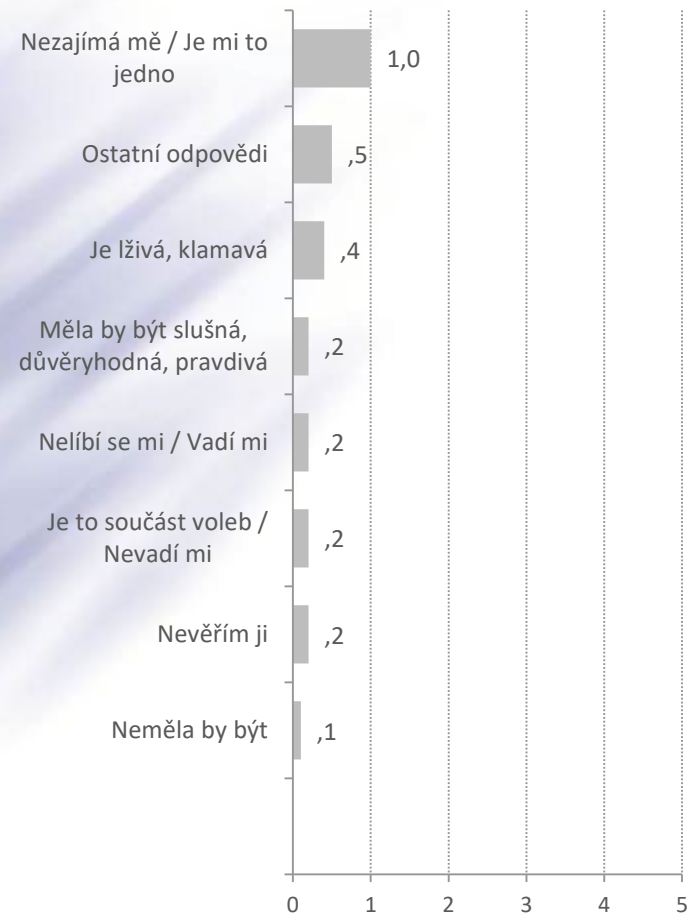 Nezajímá mě / Je mi to
jedno
1,0
Ostatní odpovědi
,5
Je lživá, klamavá
,4
Měla by být slušná,
důvěryhodná, pravdivá
,2
Nelíbí se mi / Vadí mi
,2
Je to součást voleb /
Nevadí mi
,2
Nevěřím ji
,2
Neměla by být
,1
0 1 2 3 4 5